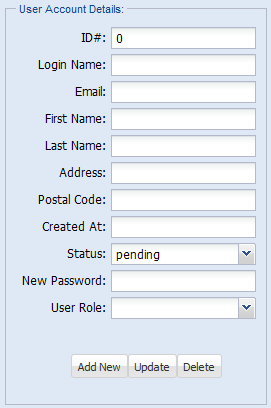 User Account Details:
ID#: 0
Login Name:
Email:
First Name:
Last Name:
Address:
Postal Code:
Created At:
Status: pending
New Password:
User Role:
Add New Update Delete